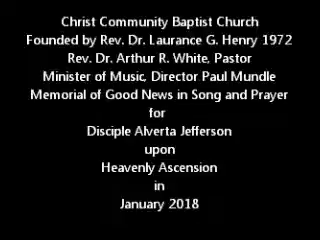 Christ Community Baptist Church
Founded by Rev. Dr. Laurance G. Henry 1972
Rev. Dr. Arthur R. White, Pastor
Minister of Music, Director Paul Mundle
Memorial of Good News in Song and Prayer
for
Disciple Alverta Jefferson
upon
Heavenly Ascension
in
January 2018